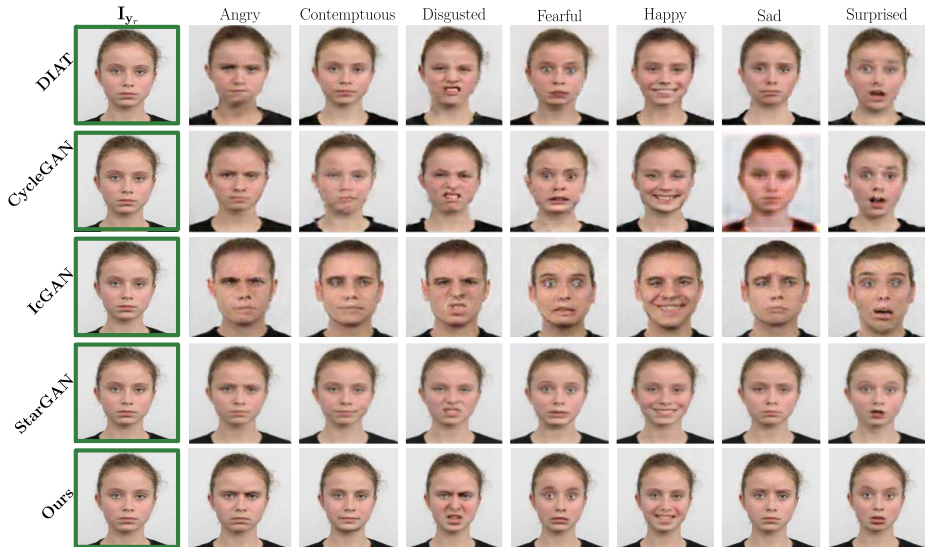 I_{y_r} Angry Contemptuous Disgusted Fearful Happy Sad Surprised
DIAT
CycleGAN
IcGAN
StarGAN
Ours